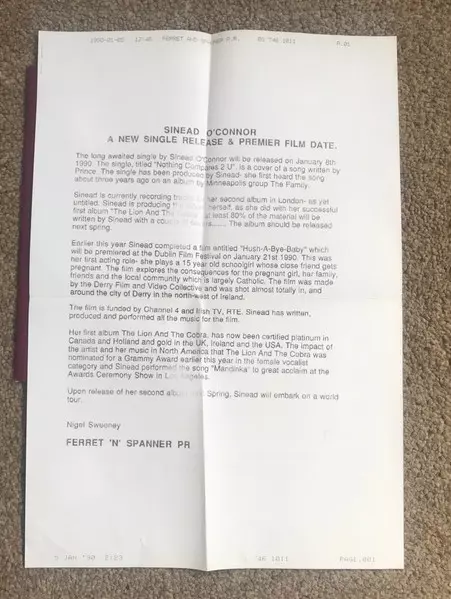 1990-01-05 FERRET AND SPANNER P.R. P.01
SINEAD O'CONNOR
A NEW SINGLE RELEASE & PREMIER FILM DATE.
The long awaited single by Sinead O'Connor will be released on January 8th
1990. The single, titled "Nothing Compares 2 U", is a cover of a song written by
Prince. The single has been produced by Sinead- she first heard the song
about three years ago on an album by Minneapolis group The Family.
Sinead is currently recording her second album in London- as yet
untitled. Sinead is producing herself, as she did with her successful
first album "The Lion And The at least 80% of the material will be
written by Sinead with a The album should be released
next spring.
Earlier this year Sinead completed a film entitled "Hush-A-Bye-Baby" which
will be premiered at the Dublin Film Festival on January 21st 1990. This was
her first acting role- she plays a 15 year old schoolgirl whose close friend gets
pregnant. The film explores the consequences for the pregnant girl, her family,
friends and the local community which is largely Catholic. The film was made
by the Derry Film and Video Collective and was shot almost totally in, and
around the city of Derry in the north-west of Ireland.
The film is funded by Channel 4 and Irish TV, RTE. Sinead has written,
produced and performed all the music for the film.
Her first album The Lion And The Cobra, has now been certified platinum in
Canada and Holland and gold in the UK, Ireland and the USA. The impact of
the artist and her music in North America that The Lion And The Cobra was
nominated for a Grammy Award earlier this year in the female vocalist
category and Sinead performed the song "Mandinka" to great acclaim at the
Awards Ceremony Show in Los Angeles.
Upon release of her second album Spring, Sinead will embark on a world
tour.
Nigel Sweeney
FERRET 'N' SPANNER PR
5 Jan '90 46 1011 PAGE.001